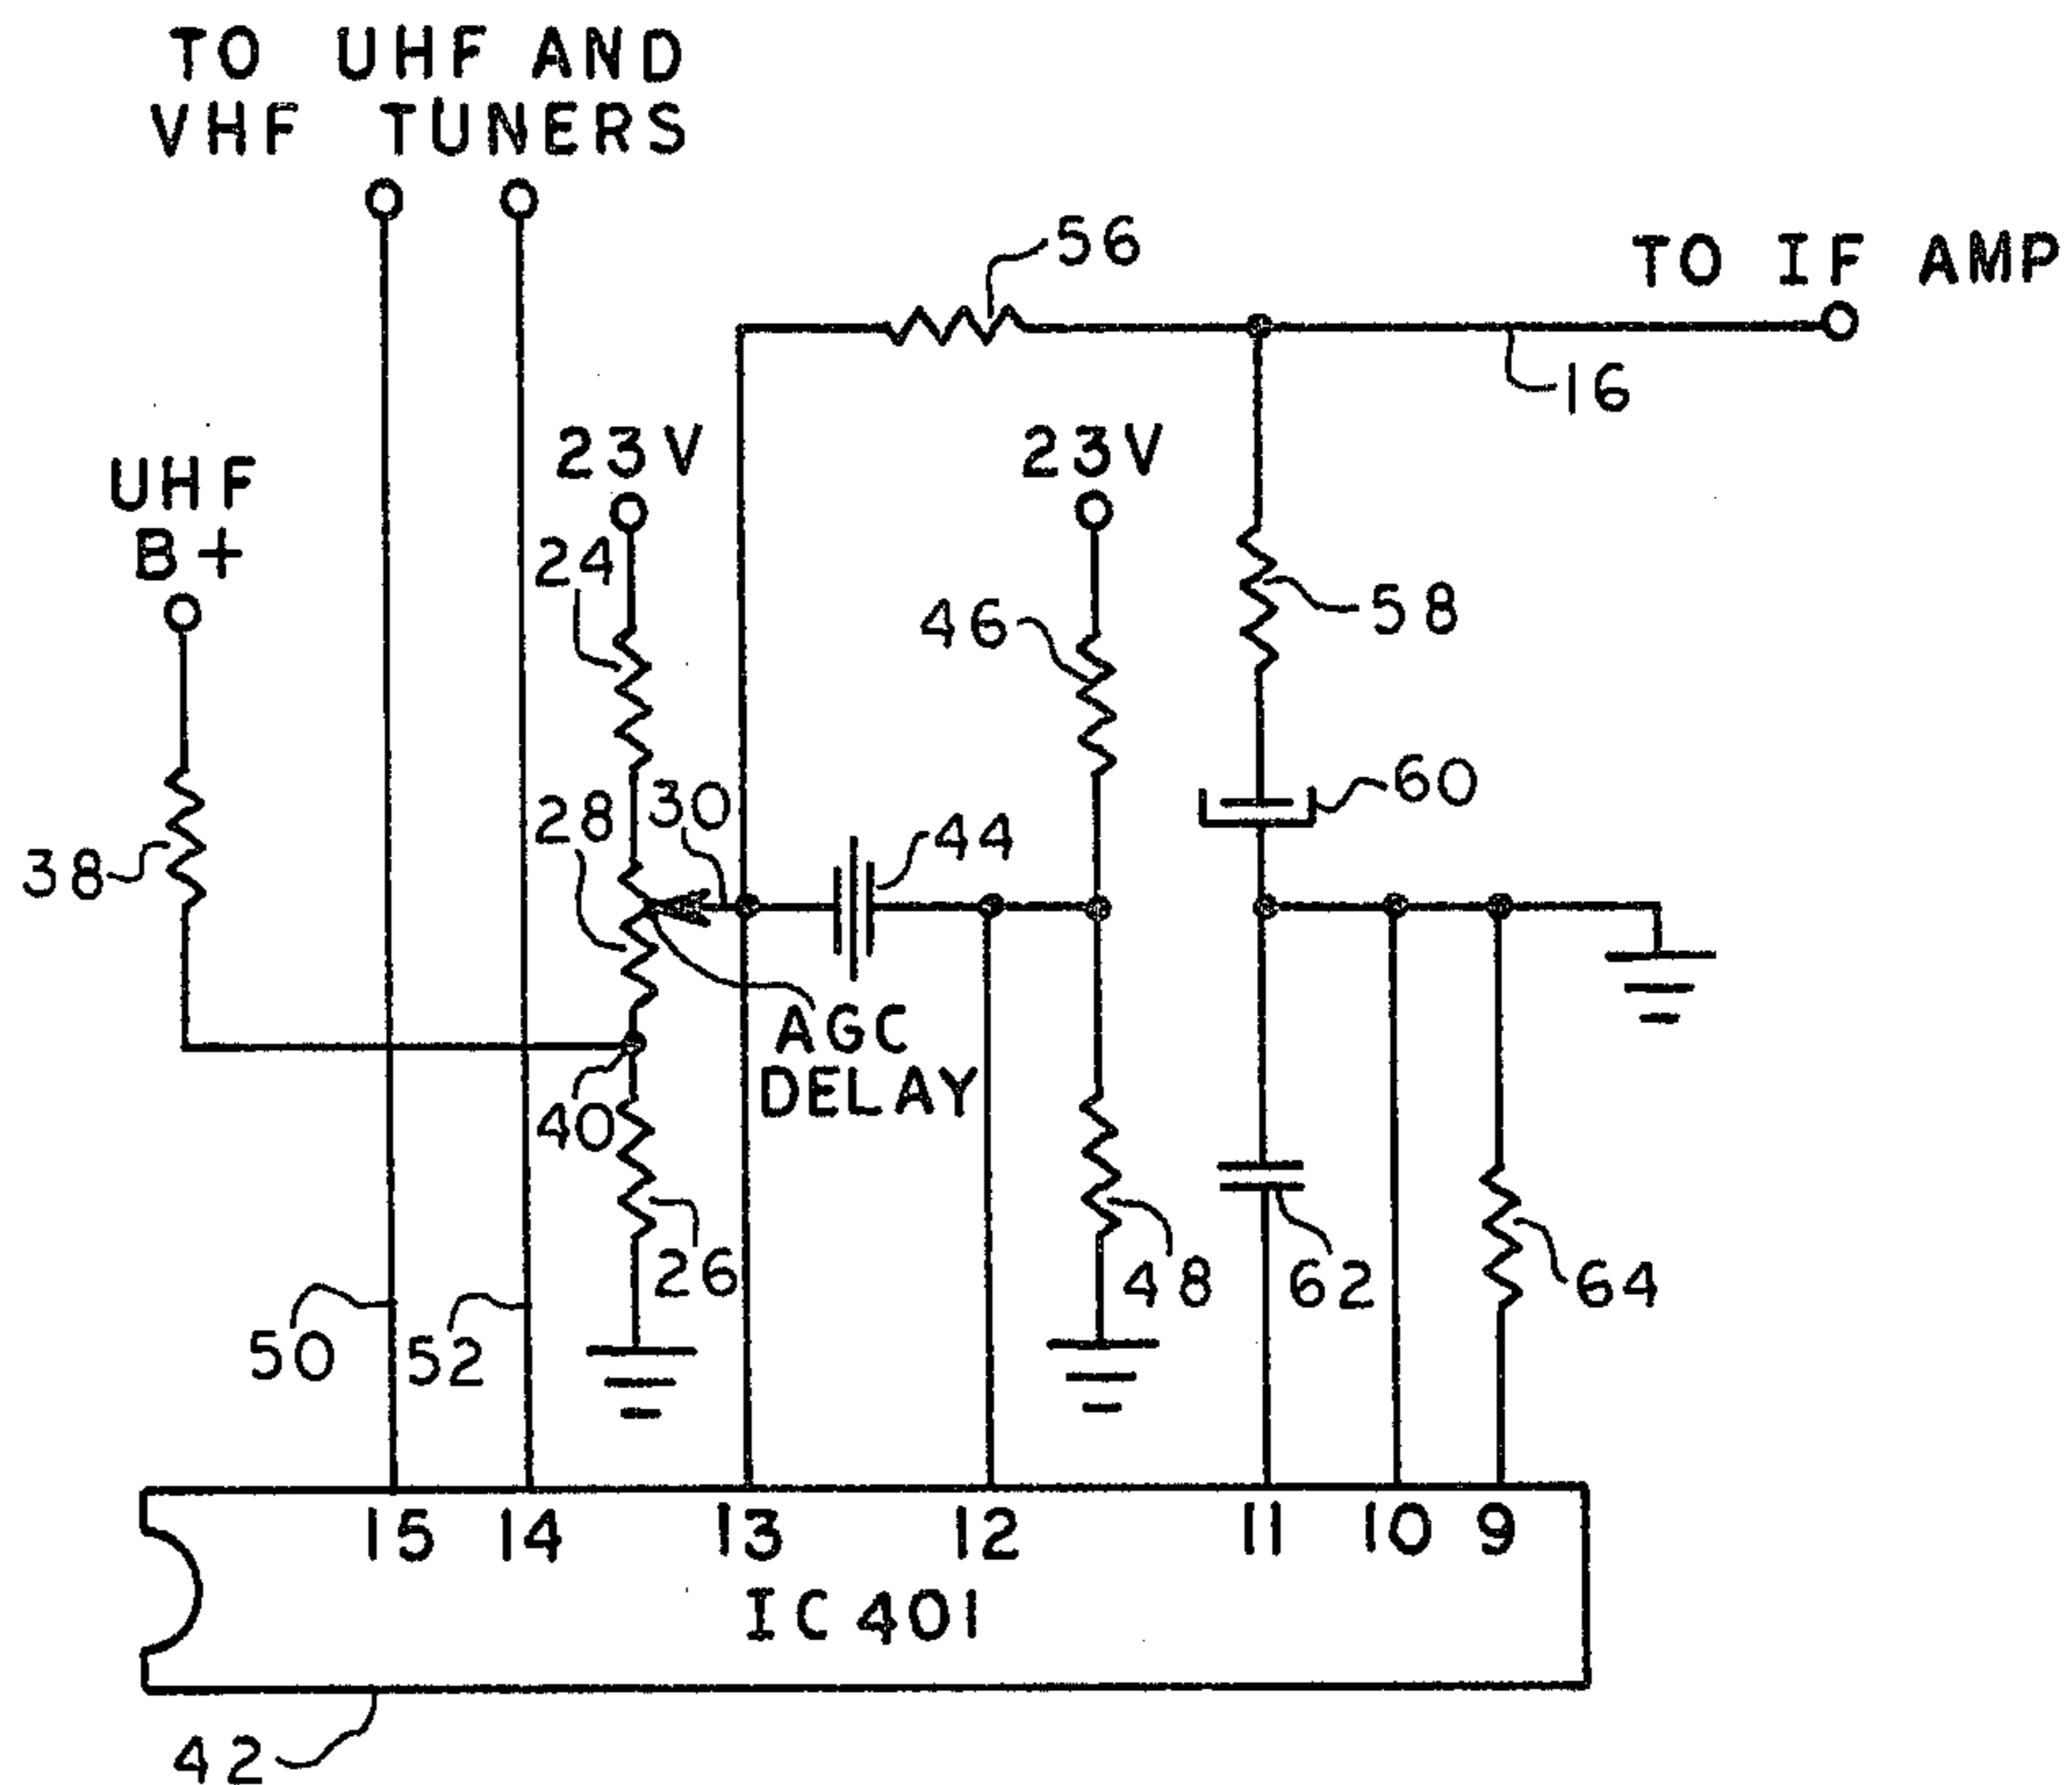 TO UHF AND
VHF TUNERS
56
TO IF AMP
16
UHF
B+
23V
23V
24
46
58
38
28
30
44
60
AGC
DELAY
40
26
48
62
64
50
52
15
14
13
12
11
10
9
IC 401
42